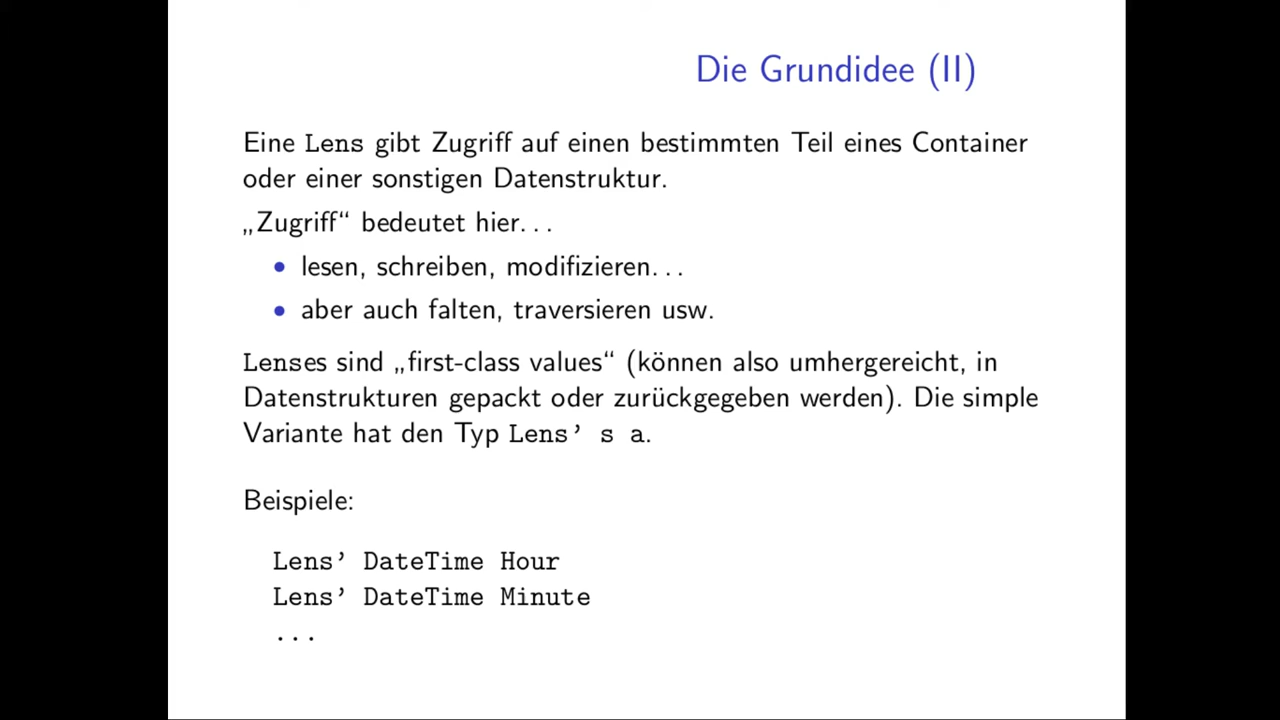 Die Grundidee (II)
Eine Lens gibt Zugriff auf einen bestimmten Teil eines Container
oder einer sonstigen Datenstruktur.
„Zugriff“ bedeutet hier...
• lesen, schreiben, modifizieren...
• aber auch falten, traversieren usw.
Lenses sind „first-class values“ (können also umhergereicht, in
Datenstrukturen gepackt oder zurückgegeben werden). Die simple
Variante hat den Typ Lens’ s a.
Beispiele:
Lens’ DateTime Hour
Lens’ DateTime Minute
...